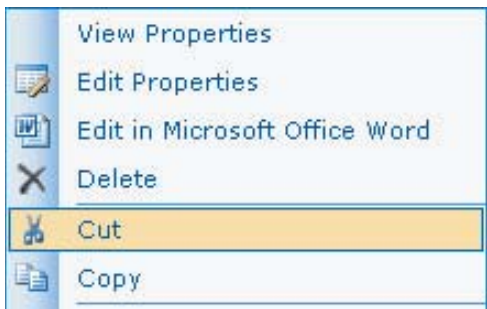 View Properties
Edit Properties
Edit in Microsoft Office Word
Delete
Cut
Copy